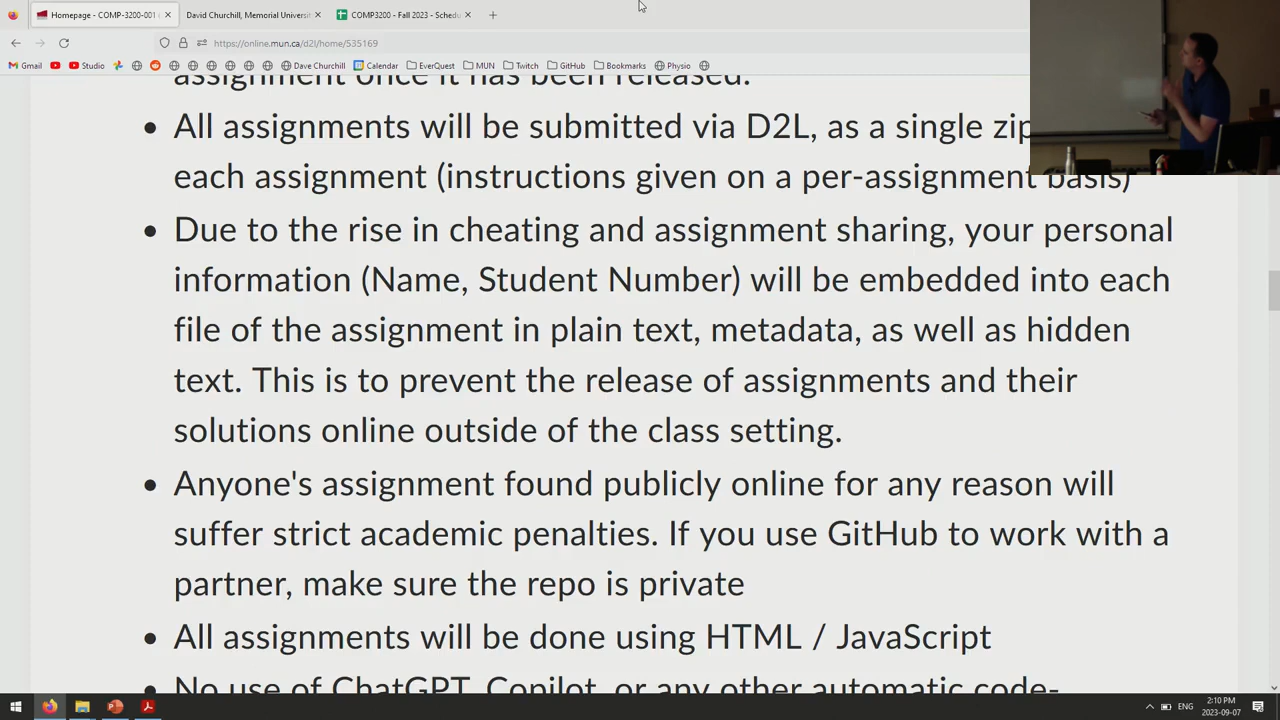 Homepage - COMP-3200-001 (
David Churchill, Memorial Universi
COMP3200 - Fall 2023 - Schedu
https://online.mun.ca/d2l/home/535169
Gmail
Studio
Dave Churchill
Calendar
EverQuest
MUN
Twitch
GitHub
Bookmarks
Physio
assignment once it has been released.
All assignments will be submitted via D2L, as a single zip
each assignment (instructions given on a per-assignment basis)
Due to the rise in cheating and assignment sharing, your personal
information (Name, Student Number) will be embedded into each
file of the assignment in plain text, metadata, as well as hidden
text. This is to prevent the release of assignments and their
solutions online outside of the class setting.
Anyone's assignment found publicly online for any reason will
suffer strict academic penalties. If you use GitHub to work with a
partner, make sure the repo is private
All assignments will be done using HTML / JavaScript
No use of ChatGPT, Copilot, or any other automatic code-
ENG
2:10 PM
2023-09-07